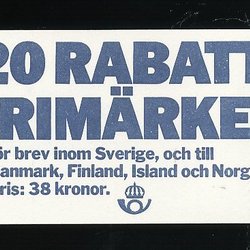 20 RABATT
RIMÄRKE
ör brev inom Sverige, och till
anmark, Finland, Island och Norg
ris: 38 kronor.